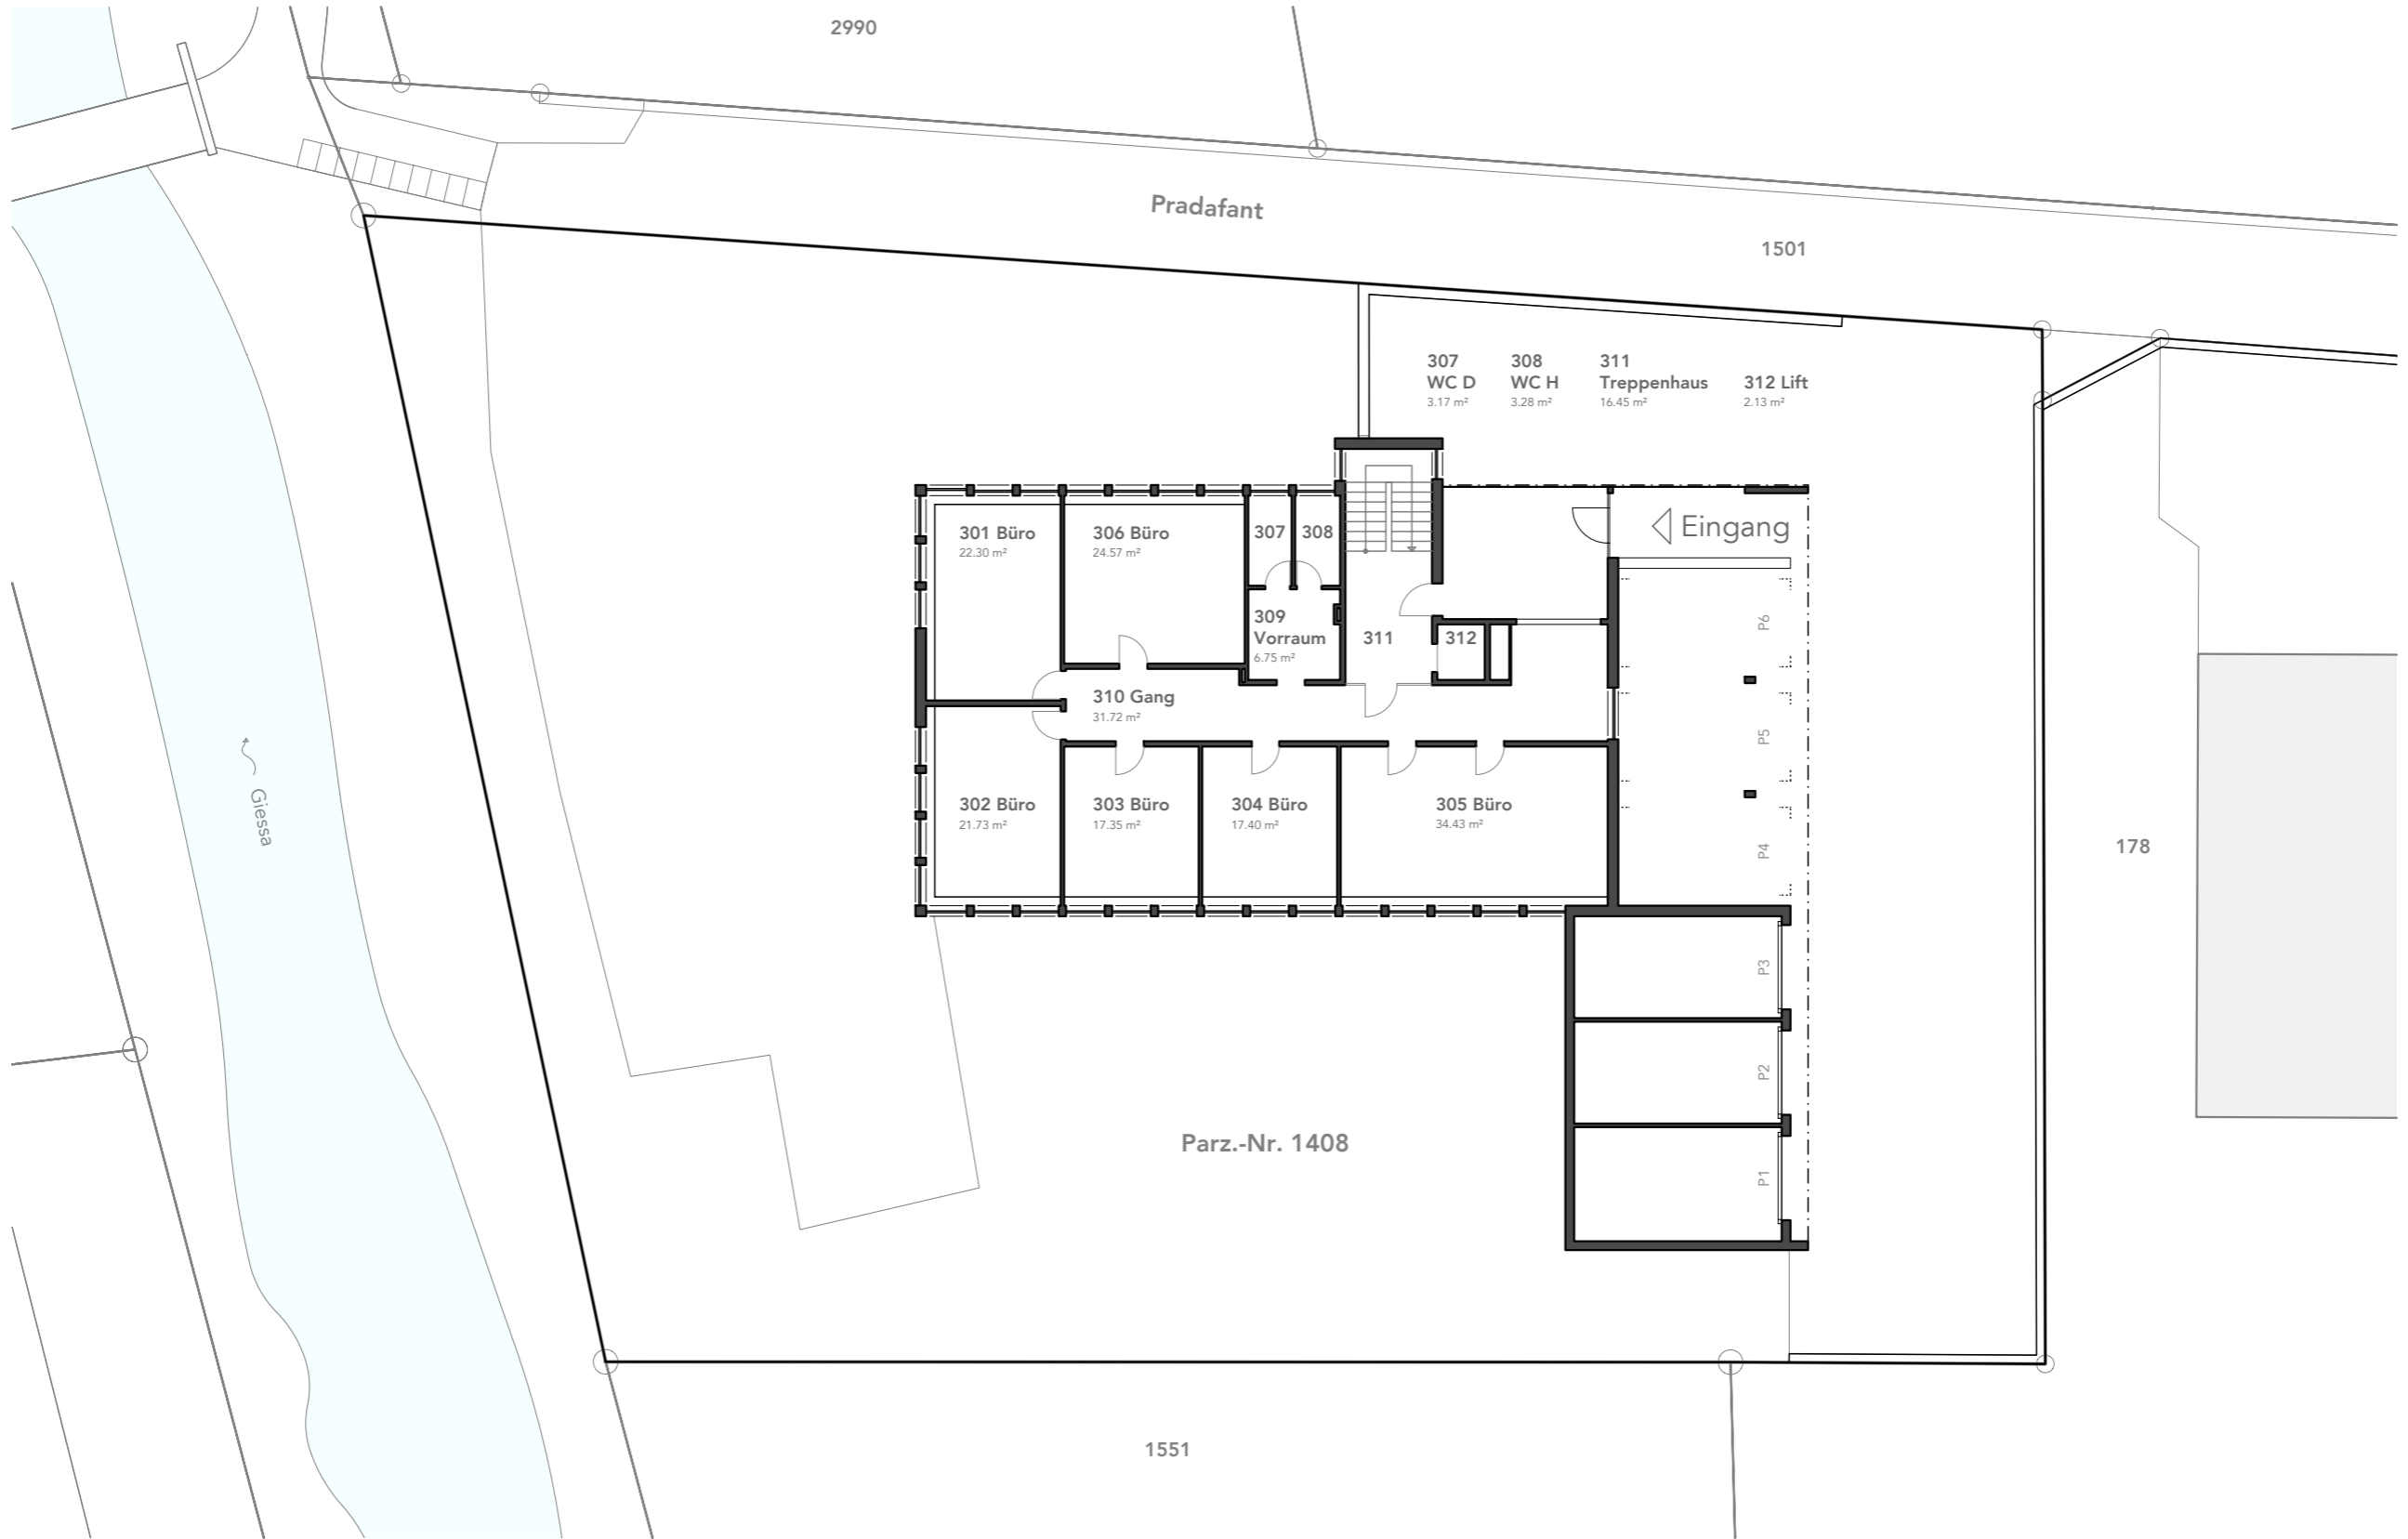 2990
Pradafant
1501
307
WC D
3.17 m²
308
WC H
3.28 m²
311
Treppenhaus
16.45 m²
312 Lift
2.13 m²
301 Büro
22.30 m²
306 Büro
24.57 m²
307
308
Eingang
309
Vorraum
6.75 m²
311
312
P6
310 Gang
31.72 m²
P5
Giessa
302 Büro
21.73 m²
303 Büro
17.35 m²
304 Büro
17.40 m²
305 Büro
34.43 m²
P4
178
P3
P2
Parz.-Nr. 1408
P1
1551